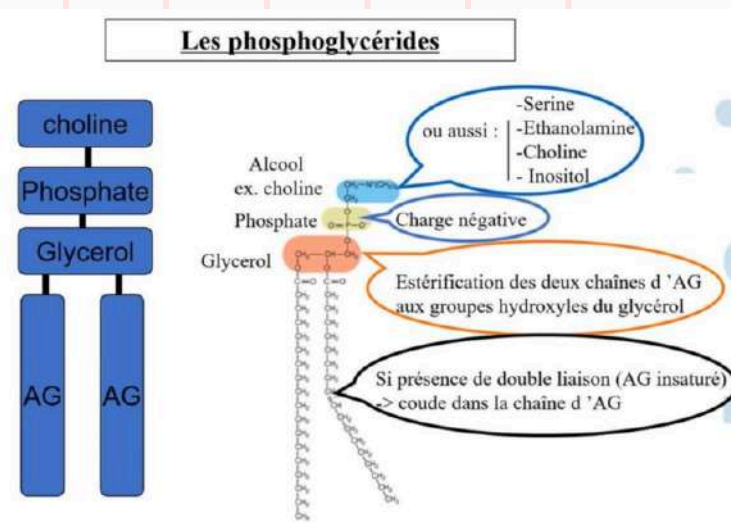 Les phosphoglycérides
choline
Phosphate
Glycerol
AG
AG
Alcool
ex. choline
Phosphate
Glycerol
ou aussi :
-Serine
-Ethanolamine
-Choline
- Inositol
Charge négative
Estérification des deux chaînes d 'AG
aux groupes hydroxyles du glycérol
Si présence de double liaison (AG insaturé)
-> coude dans la chaîne d 'AG